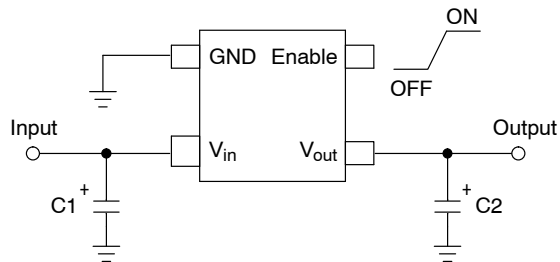 ON
GND Enable
OFF
Input
Output
Vin
Vout
+
C1
+
C2